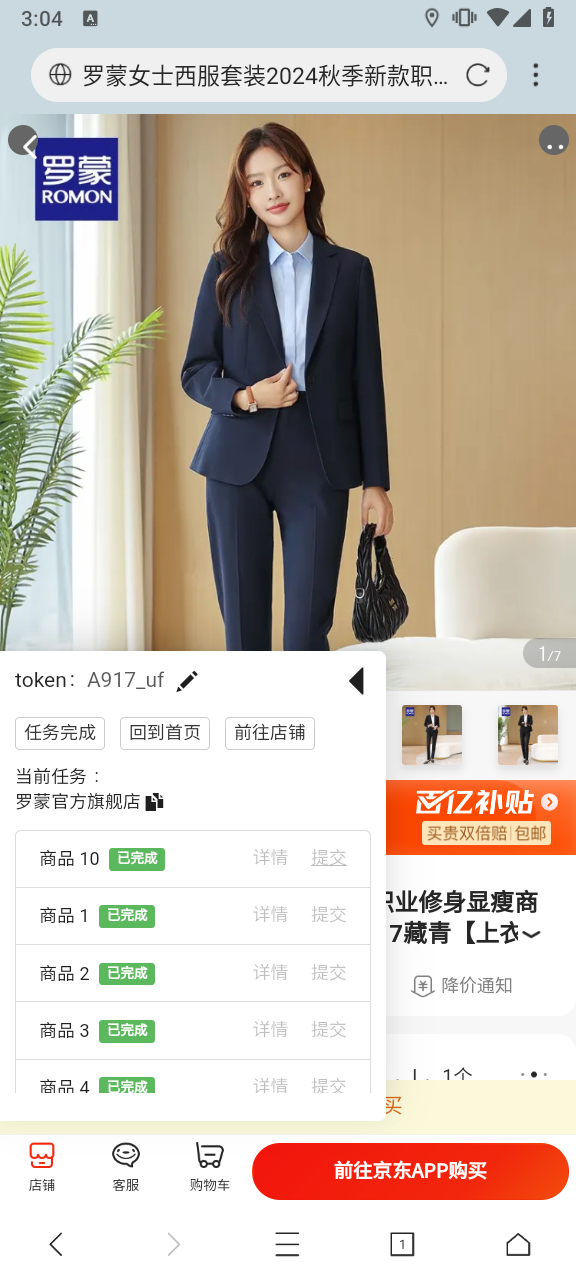 3:04
A
罗蒙女士西服套装2024秋季新款职...
罗蒙
ROMON
1/7
token： A917_uf
任务完成 回到首页 前往店铺
当前任务：
罗蒙官方旗舰店
商品 10 已完成 详情 提交
商品 1 已完成 详情 提交
商品 2 已完成 详情 提交
商品 3 已完成 详情 提交
商品 4 已完成 详情 提交
百亿补贴
买贵双倍赔 包邮
职业修身显瘦商
7藏青【上衣
降价通知
1个
买
店铺 客服 购物车 前往京东APP购买
1